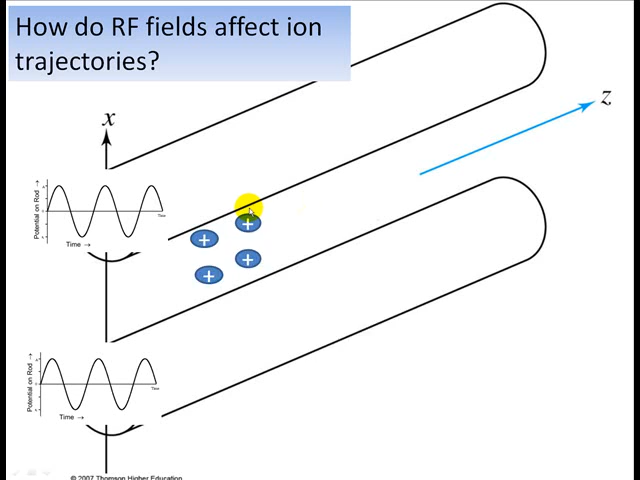 How do RF fields affect ion
trajectories?
z
x
Potential on Rod →
Time
Time →
+
+
+
+
Potential on Rod →
Time
Time →
© 2007 Thomson Higher Education